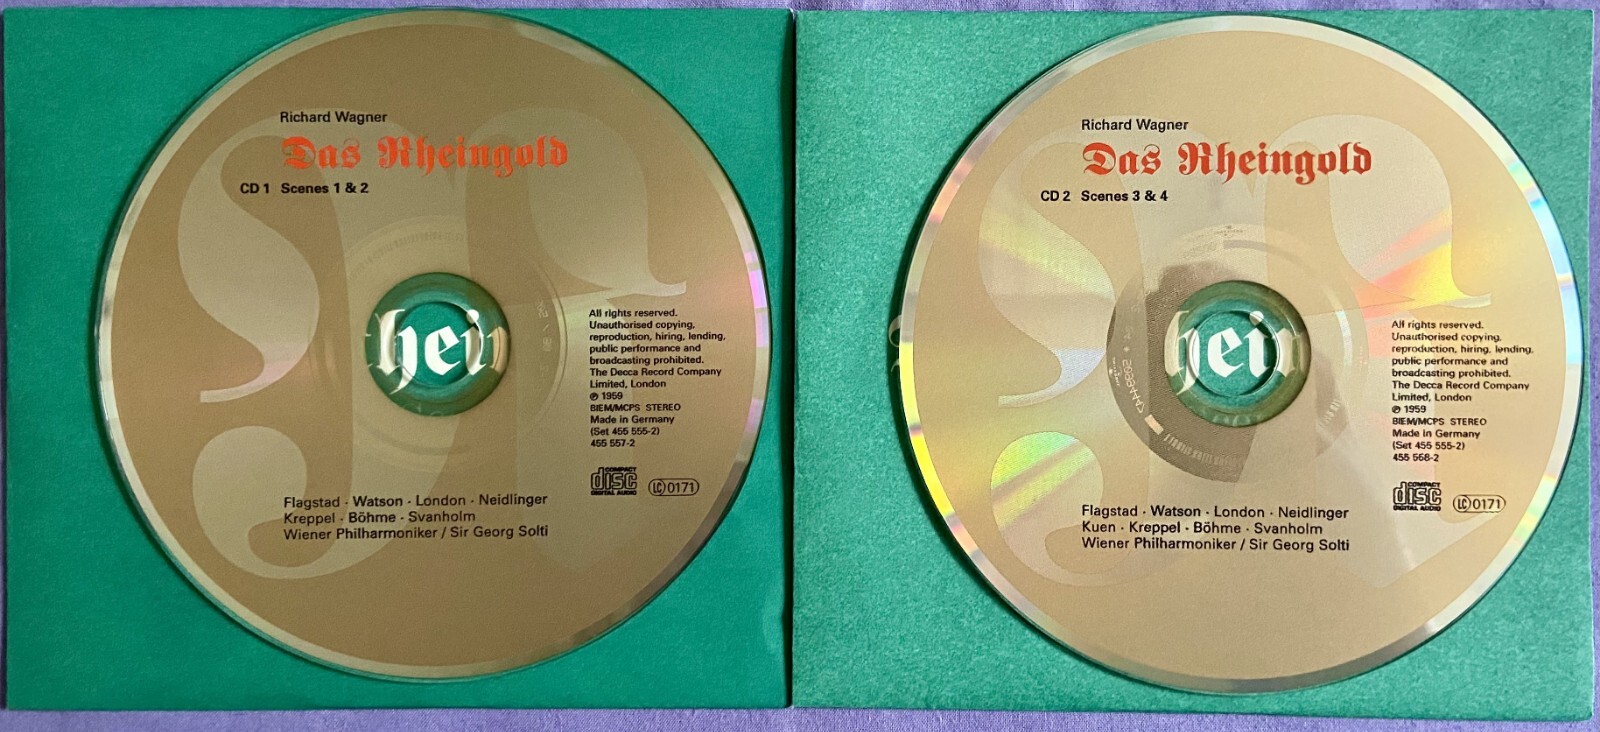 Richard Wagner
Das Rheingold
CD 1 Scenes 1 & 2
hein
All rights reserved.
Unauthorised copying,
reproduction, hiring, lending,
public performance and
broadcasting prohibited.
The Decca Record Company
Limited, London
℗ 1959
BIEM/MCPS STEREO
Made in Germany
(Set 455 555-2)
455 557-2
COMPACT
disc
DIGITAL AUDIO
LC 0171
Flagstad · Watson · London · Neidlinger
Kreppel · Böhme · Svanholm
Wiener Philharmoniker / Sir Georg Solti
Richard Wagner
Das Rheingold
CD 2 Scenes 3 & 4
hein
All rights reserved.
Unauthorised copying,
reproduction, hiring, lending,
public performance and
broadcasting prohibited.
The Decca Record Company
Limited, London
℗ 1959
BIEM/MCPS STEREO
Made in Germany
(Set 455 555-2)
455 558-2
COMPACT
disc
DIGITAL AUDIO
LC 0171
Flagstad · Watson · London · Neidlinger
Kuen · Kreppel · Böhme · Svanholm
Wiener Philharmoniker / Sir Georg Solti